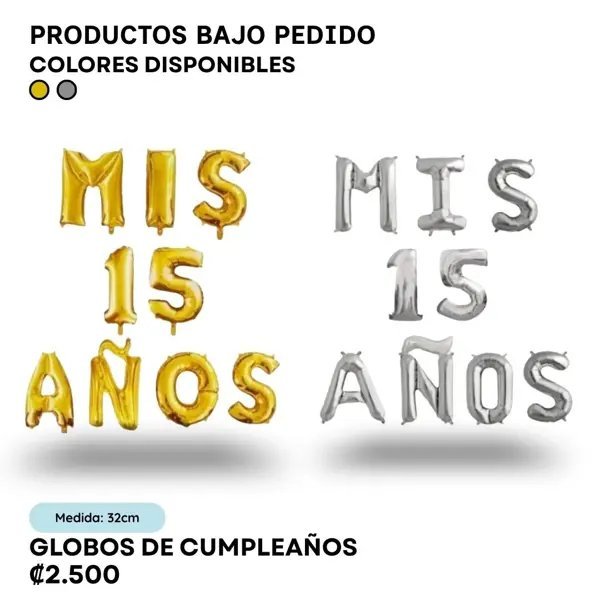 PRODUCTOS BAJO PEDIDO
COLORES DISPONIBLES
MIS
15
AÑOS
MIS
15
AÑOS
Medida: 32cm
GLOBOS DE CUMPLEAÑOS
₡2.500